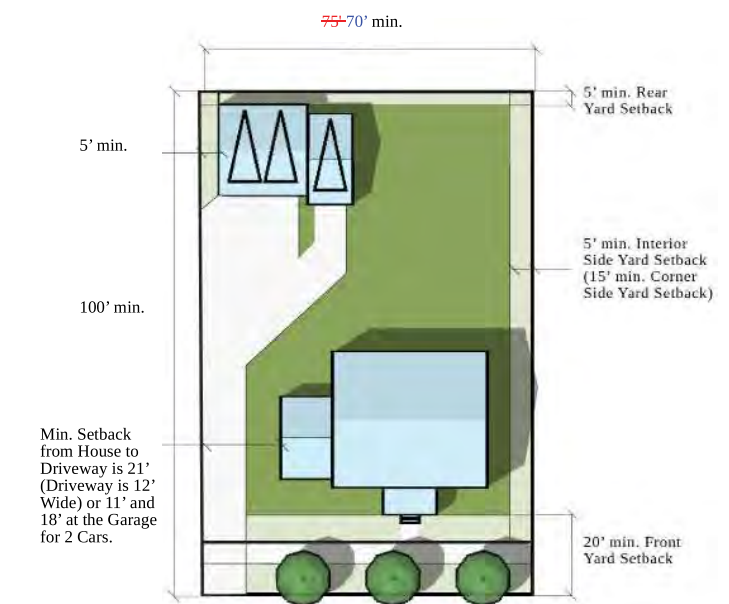 75' 70' min.
5' min. Rear
Yard Setback
5' min.
5' min. Interior
Side Yard Setback
(15' min. Corner
Side Yard Setback)
100' min.
Min. Setback
from House to
Driveway is 21'
(Driveway is 12'
Wide) or 11' and
18' at the Garage
for 2 Cars.
20' min. Front
Yard Setback